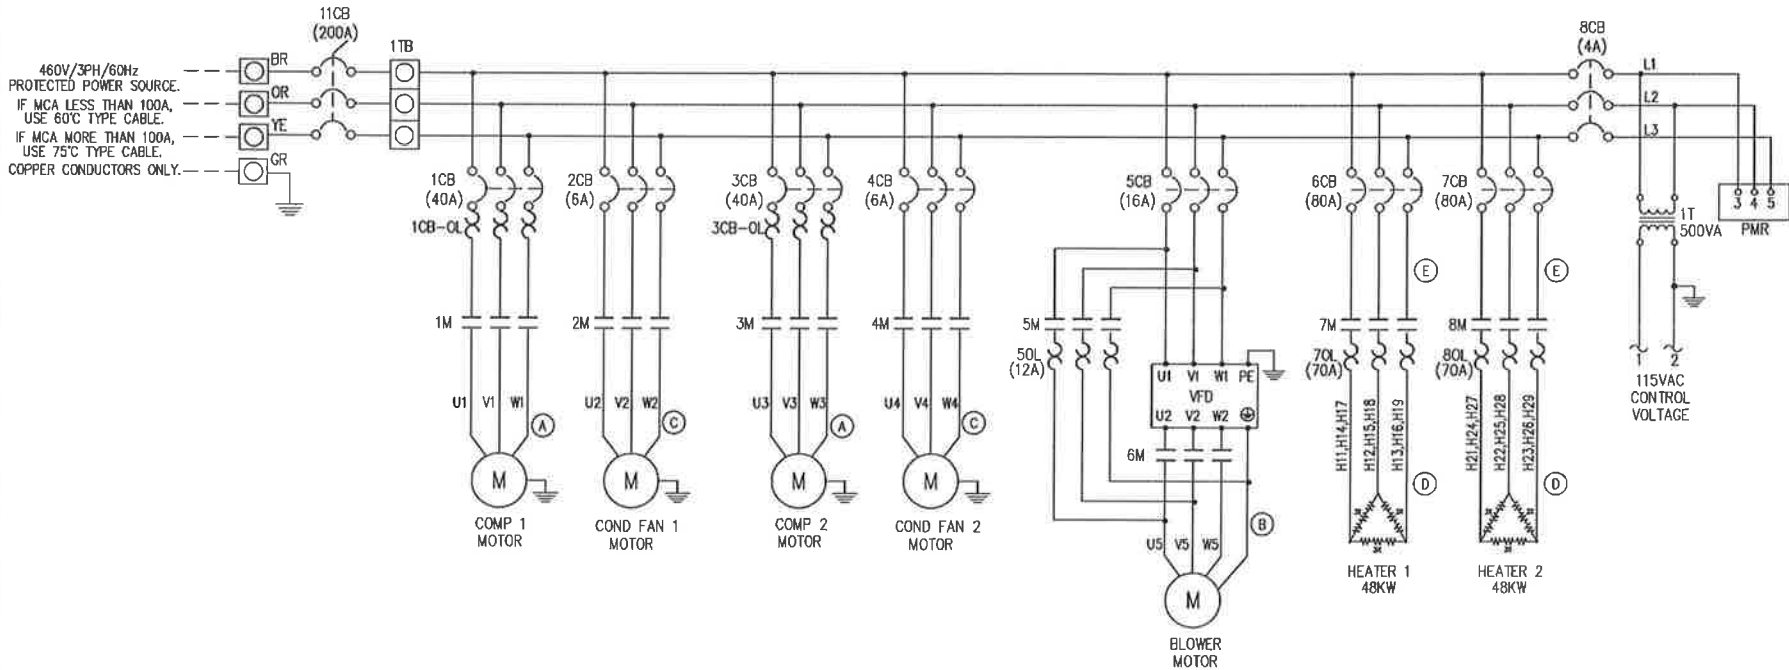 11CB
(200A)
1TB
8CB
(4A)
460V/3PH/60Hz
PROTECTED POWER SOURCE.
IF MCA LESS THAN 100A,
USE 60°C TYPE CABLE.
IF MCA MORE THAN 100A,
USE 75°C TYPE CABLE.
COPPER CONDUCTORS ONLY.
BR
OR
YE
GR
L1
L2
L3
1CB
(40A)
1CB-OL
2CB
(6A)
3CB
(40A)
3CB-OL
4CB
(6A)
5CB
(16A)
6CB
(80A)
7CB
(80A)
1T
500VA
3 4 5
PMR
E
E
1M
2M
3M
4M
5M
5OL
(12A)
7M
7OL
(70A)
8M
8OL
(70A)
1 2
115VAC
CONTROL
VOLTAGE
U1 V1 W1 PE
VFD
U2 V2 W2
6M
U1 V1 W1
A
U2 V2 W2
C
U3 V3 W3
A
U4 V4 W4
C
H11,H14,H17
H12,H15,H18
H13,H16,H19
D
H21,H24,H27
H22,H25,H28
H23,H26,H29
D
M
COMP 1
MOTOR
M
COND FAN 1
MOTOR
M
COMP 2
MOTOR
M
COND FAN 2
MOTOR
B
U5 V5 W5
M
BLOWER
MOTOR
HEATER 1
48KW
HEATER 2
48KW